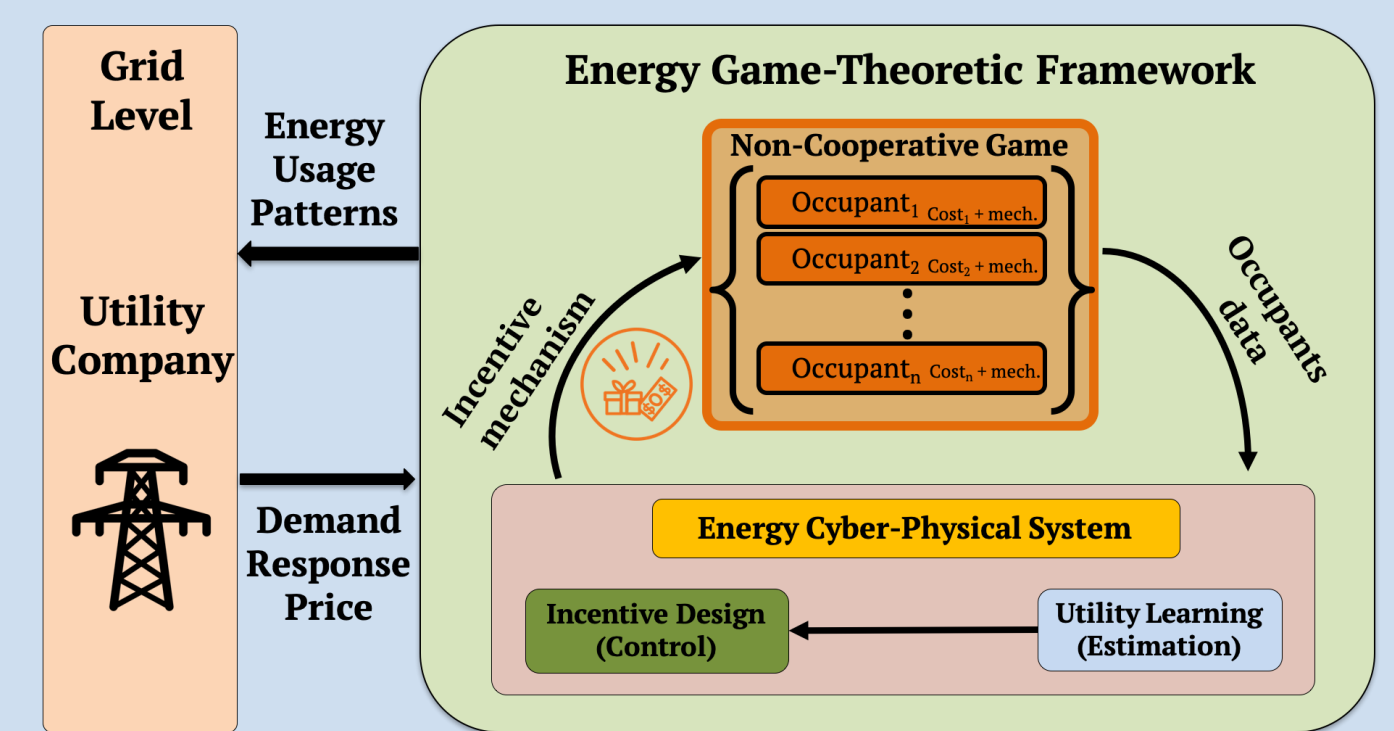 Grid
Level
Utility
Company
Energy
Usage
Patterns
Demand
Response
Price
Energy Game-Theoretic Framework
Non-Cooperative Game
Occupant₁ Cost₁ + mech.
Occupant₂ Cost₂ + mech.
Occupantₙ Costₙ + mech.
Incentive
mechanism
Occupants
data
Energy Cyber-Physical System
Incentive Design
(Control)
Utility Learning
(Estimation)